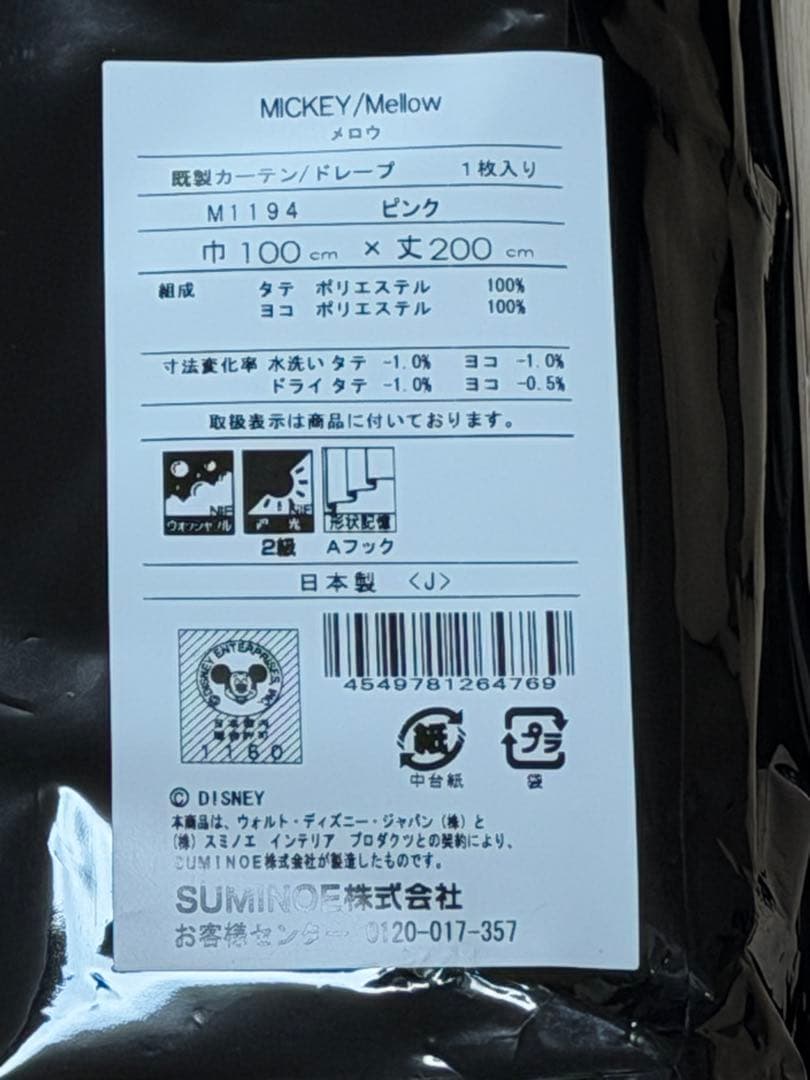 MICKEY/Mellow
メロウ
既製カーテン/ドレープ 1枚入り
M1194 ピンク
巾100cm × 丈200cm
組成 タテ ポリエステル 100%
ヨコ ポリエステル 100%
寸法変化率 水洗い タテ -1.0% ヨコ -1.0%
ドライ タテ -1.0% ヨコ -0.5%
取扱表示は商品に付いております。
NIF NIF
ウオッシャブル 遮光 形状記憶
2級 Aフック
日本製 〈J〉
4549781264769
©DISNEY ENTERPRISES, INC.
1160
紙 プラ
中台紙 袋
© DISNEY
本商品は、ウォルト・ディズニー・ジャパン(株)と
(株)スミノエ インテリア プロダクツとの契約により、
SUMINOE株式会社が製造したものです。
SUMINOE株式会社
お客様センター 0120-017-357